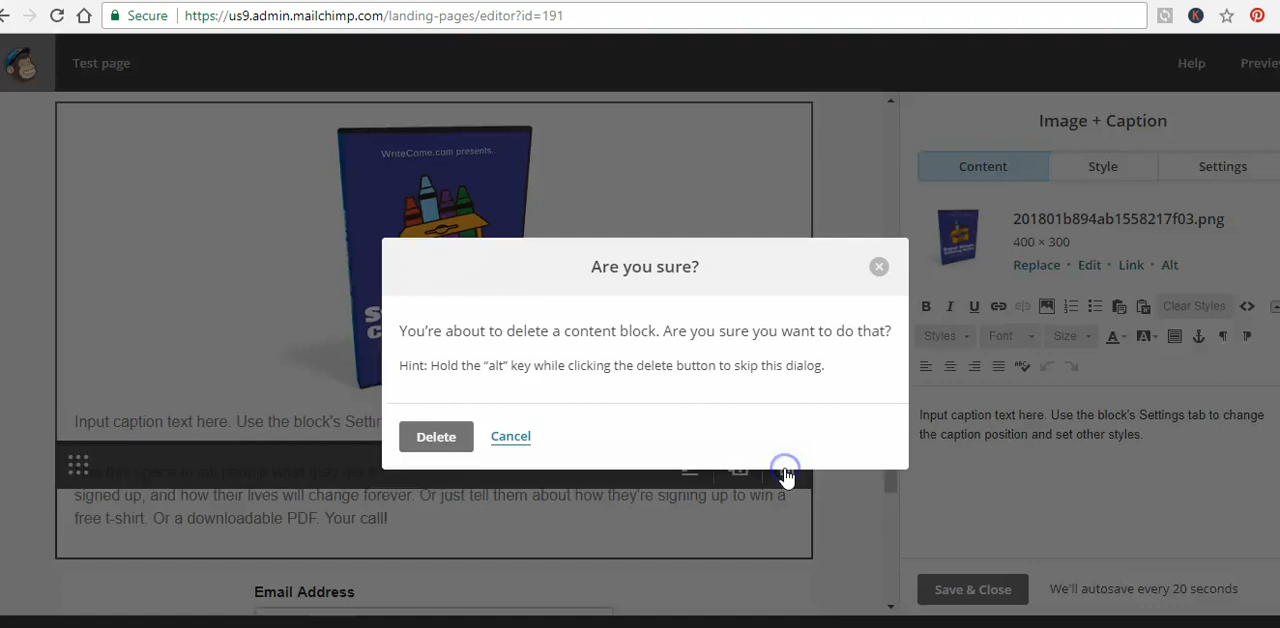 Secure
https://us9.admin.mailchimp.com/landing-pages/editor?id=191
K
Test page
Help
WriteCome.com presents..
Image + Caption
Content
Style
Settings
201801b894ab1558217f03.png
400 × 300
Replace • Edit • Link • Alt
B I U
Clear Styles
Styles
Font
Size
A
A
ABC
Input caption text here. Use the block's Settings tab to change
the caption position and set other styles.
Are you sure?
You're about to delete a content block. Are you sure you want to do that?
Hint: Hold the “alt” key while clicking the delete button to skip this dialog.
Delete
Cancel
Input caption text here. Use the block's
signed up, and how their lives will change forever. Or just tell them about how they're signing up to win a
free t-shirt. Or a downloadable PDF. Your call!
Email Address
Save & Close
We'll autosave every 20 seconds